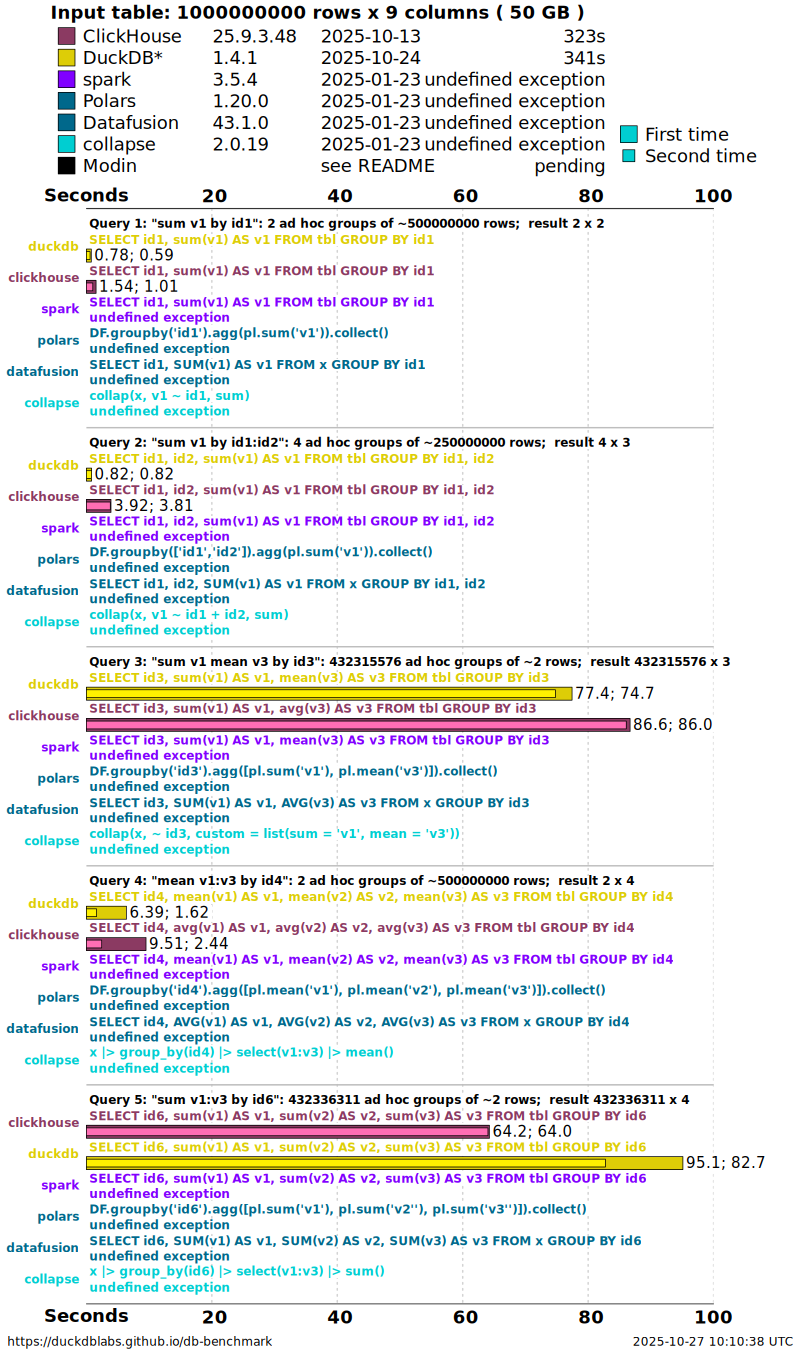 Input table: 1000000000 rows x 9 columns ( 50 GB )
ClickHouse 25.9.3.48 2025-10-13 323s
DuckDB* 1.4.1 2025-10-24 341s
spark 3.5.4 2025-01-23 undefined exception
Polars 1.20.0 2025-01-23 undefined exception
Datafusion 43.1.0 2025-01-23 undefined exception
collapse 2.0.19 2025-01-23 undefined exception
Modin see README pending
First time
Second time
Seconds 20 40 60 80 100
Query 1: "sum v1 by id1": 2 ad hoc groups of ~500000000 rows; result 2 x 2
duckdb SELECT id1, sum(v1) AS v1 FROM tbl GROUP BY id1
0.78; 0.59
clickhouse SELECT id1, sum(v1) AS v1 FROM tbl GROUP BY id1
1.54; 1.01
spark SELECT id1, sum(v1) AS v1 FROM tbl GROUP BY id1
undefined exception
polars DF.groupby('id1').agg(pl.sum('v1')).collect()
undefined exception
datafusion SELECT id1, SUM(v1) AS v1 FROM x GROUP BY id1
undefined exception
collapse collap(x, v1 ~ id1, sum)
undefined exception
Query 2: "sum v1 by id1:id2": 4 ad hoc groups of ~250000000 rows; result 4 x 3
duckdb SELECT id1, id2, sum(v1) AS v1 FROM tbl GROUP BY id1, id2
0.82; 0.82
clickhouse SELECT id1, id2, sum(v1) AS v1 FROM tbl GROUP BY id1, id2
3.92; 3.81
spark SELECT id1, id2, sum(v1) AS v1 FROM tbl GROUP BY id1, id2
undefined exception
polars DF.groupby(['id1','id2']).agg(pl.sum('v1')).collect()
undefined exception
datafusion SELECT id1, id2, SUM(v1) AS v1 FROM x GROUP BY id1, id2
undefined exception
collapse collap(x, v1 ~ id1 + id2, sum)
undefined exception
Query 3: "sum v1 mean v3 by id3": 432315576 ad hoc groups of ~2 rows; result 432315576 x 3
duckdb SELECT id3, sum(v1) AS v1, mean(v3) AS v3 FROM tbl GROUP BY id3
77.4; 74.7
clickhouse SELECT id3, sum(v1) AS v1, avg(v3) AS v3 FROM tbl GROUP BY id3
86.6; 86.0
spark SELECT id3, sum(v1) AS v1, mean(v3) AS v3 FROM tbl GROUP BY id3
undefined exception
polars DF.groupby('id3').agg([pl.sum('v1'), pl.mean('v3')]).collect()
undefined exception
datafusion SELECT id3, SUM(v1) AS v1, AVG(v3) AS v3 FROM x GROUP BY id3
undefined exception
collapse collap(x, ~ id3, custom = list(sum = 'v1', mean = 'v3'))
undefined exception
Query 4: "mean v1:v3 by id4": 2 ad hoc groups of ~500000000 rows; result 2 x 4
duckdb SELECT id4, mean(v1) AS v1, mean(v2) AS v2, mean(v3) AS v3 FROM tbl GROUP BY id4
6.39; 1.62
clickhouse SELECT id4, avg(v1) AS v1, avg(v2) AS v2, avg(v3) AS v3 FROM tbl GROUP BY id4
9.51; 2.44
spark SELECT id4, mean(v1) AS v1, mean(v2) AS v2, mean(v3) AS v3 FROM tbl GROUP BY id4
undefined exception
polars DF.groupby('id4').agg([pl.mean('v1'), pl.mean('v2'), pl.mean('v3')]).collect()
undefined exception
datafusion SELECT id4, AVG(v1) AS v1, AVG(v2) AS v2, AVG(v3) AS v3 FROM x GROUP BY id4
undefined exception
collapse x |> group_by(id4) |> select(v1:v3) |> mean()
undefined exception
Query 5: "sum v1:v3 by id6": 432336311 ad hoc groups of ~2 rows; result 432336311 x 4
clickhouse SELECT id6, sum(v1) AS v1, sum(v2) AS v2, sum(v3) AS v3 FROM tbl GROUP BY id6
64.2; 64.0
duckdb SELECT id6, sum(v1) AS v1, sum(v2) AS v2, sum(v3) AS v3 FROM tbl GROUP BY id6
95.1; 82.7
spark SELECT id6, sum(v1) AS v1, sum(v2) AS v2, sum(v3) AS v3 FROM tbl GROUP BY id6
undefined exception
polars DF.groupby('id6').agg([pl.sum('v1'), pl.sum('v2''), pl.sum('v3'')]).collect()
undefined exception
datafusion SELECT id6, SUM(v1) AS v1, SUM(v2) AS v2, SUM(v3) AS v3 FROM x GROUP BY id6
undefined exception
collapse x |> group_by(id6) |> select(v1:v3) |> sum()
undefined exception
Seconds 20 40 60 80 100
https://duckdblabs.github.io/db-benchmark 2025-10-27 10:10:38 UTC